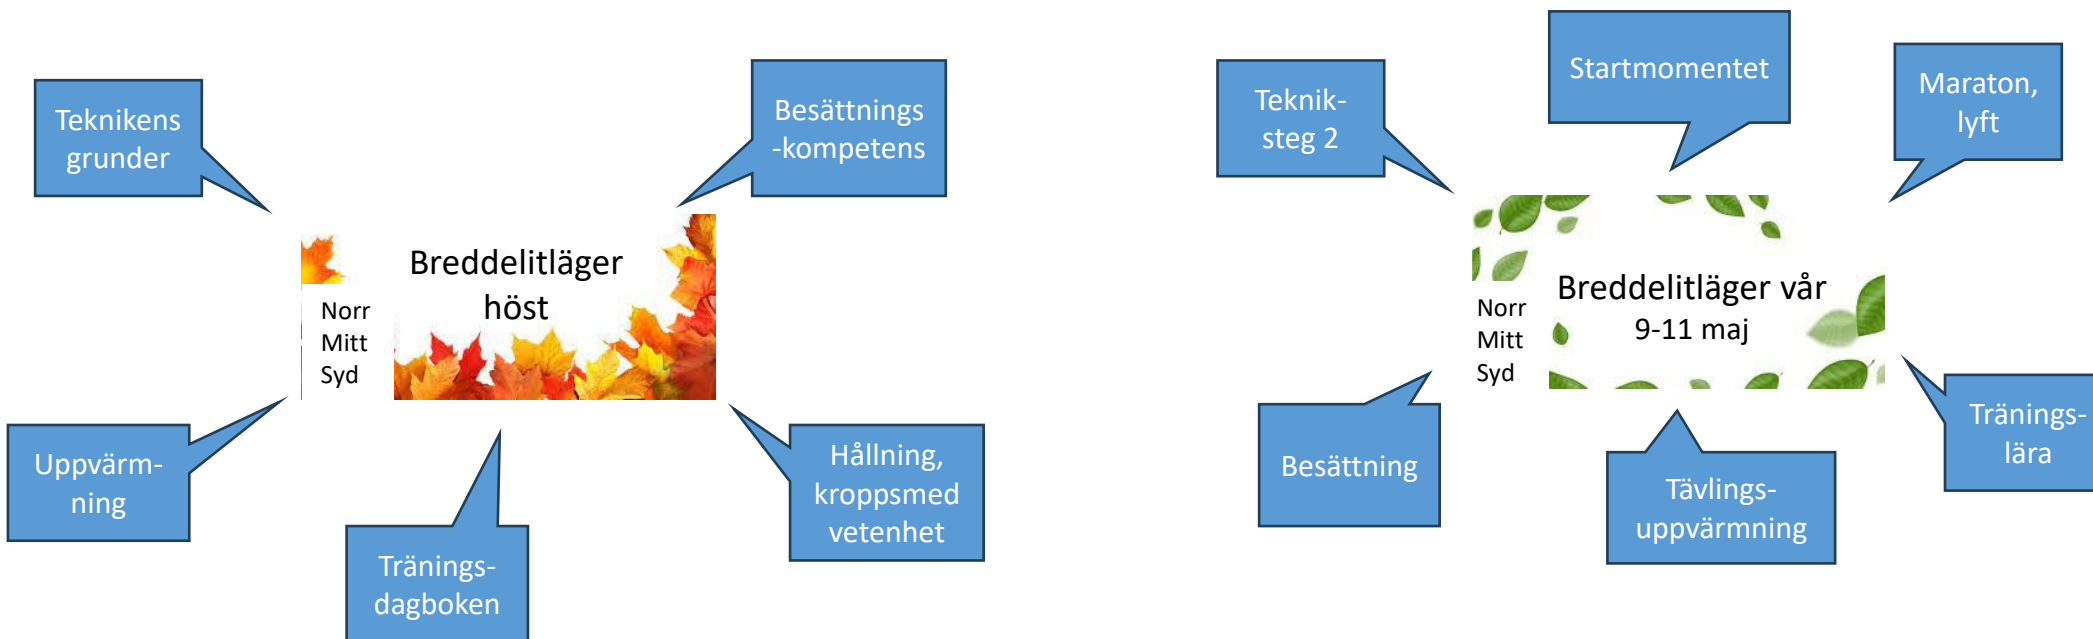 Teknikens
grunder
Besättnings
-kompetens
Breddelitläger
höst
Norr
Mitt
Syd
Uppvärm-
ning
Tränings-
dagboken
Hållning,
kroppsmed
vetenhet
Teknik-
steg 2
Startmomentet
Maraton,
lyft
Breddelitläger vår
9-11 maj
Norr
Mitt
Syd
Besättning
Tävlings-
uppvärmning
Tränings-
lära